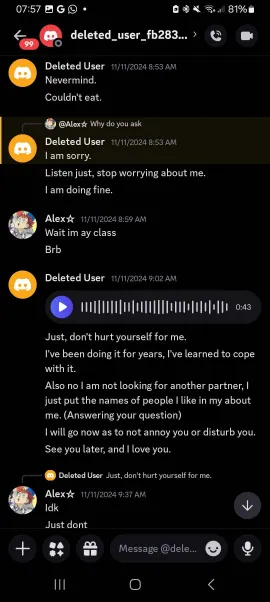 07:57
81%
99
deleted_user_fb283...
Deleted User 11/11/2024 8:53 AM
Nevermind.
Couldn't eat.
@Alex☆ Why do you ask
Deleted User 11/11/2024 8:53 AM
I am sorry.
Listen just, stop worrying about me.
I am doing fine.
Alex☆ 11/11/2024 8:59 AM
Wait im ay class
Brb
Deleted User 11/11/2024 9:02 AM
0:43
Just, don't hurt yourself for me.
I've been doing it for years, I've learned to cope
with it.
Also no I am not looking for another partner, I
just put the names of people I like in my about
me. (Answering your question)
I will go now as to not annoy you or disturb you.
See you later, and I love you.
Deleted User Just, don't hurt yourself for me.
Alex☆ 11/11/2024 9:37 AM
Idk
Just dont
Message @dele...